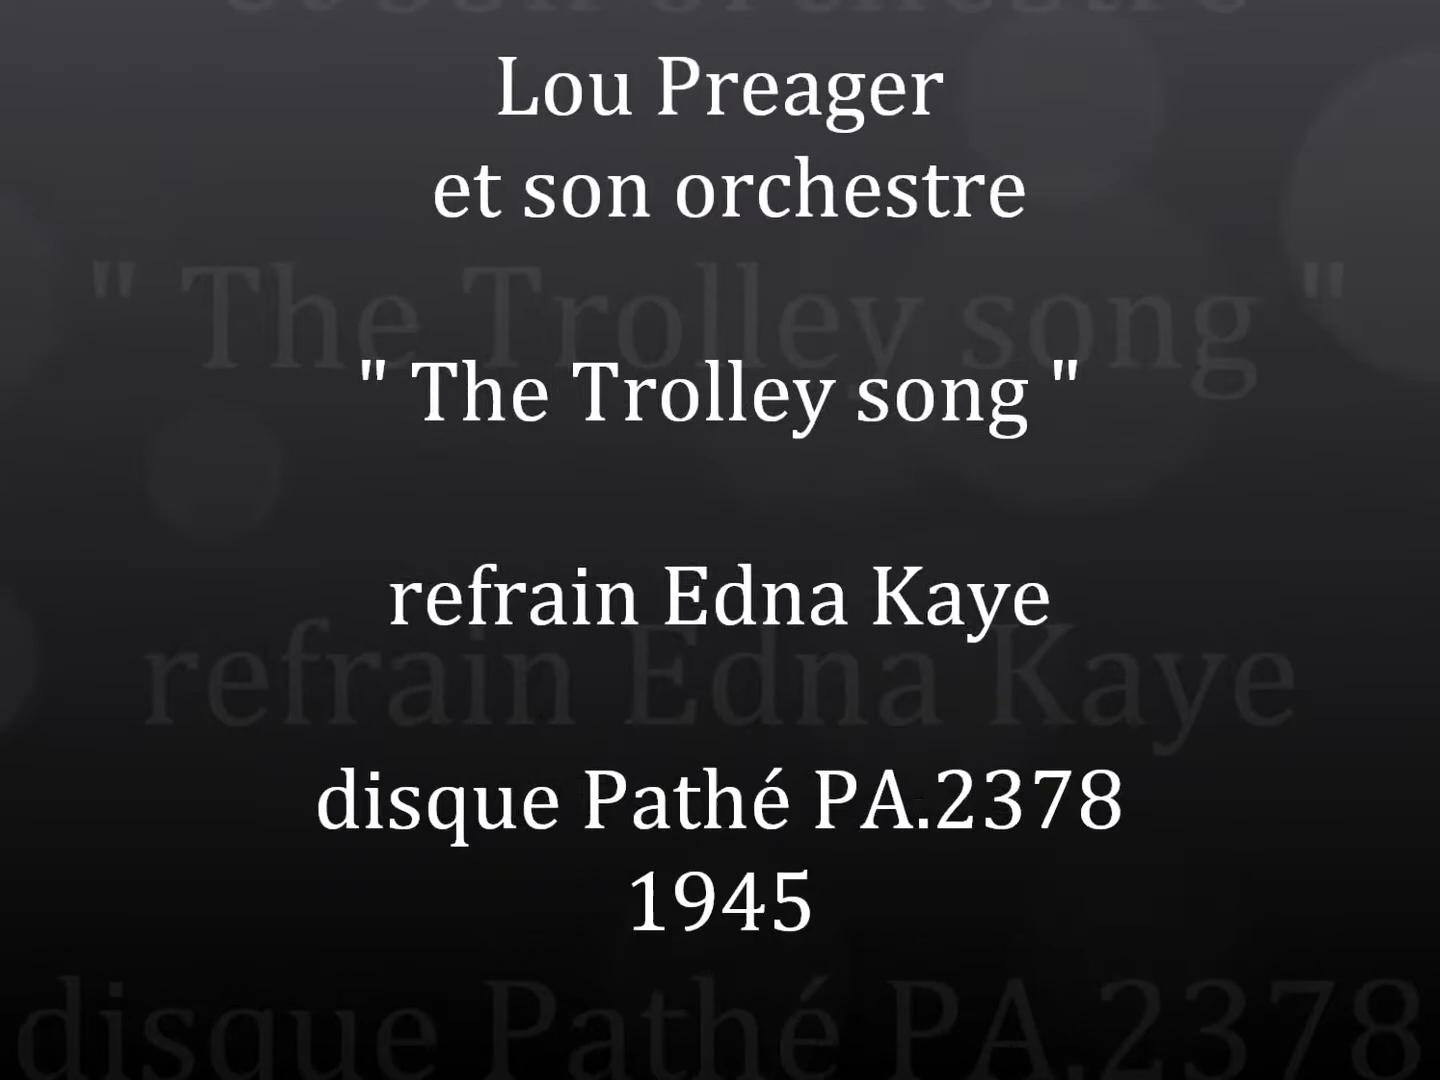 Lou Preager
et son orchestre
" The Trolley song "
refrain Edna Kaye
disque Pathé PA.2378
1945